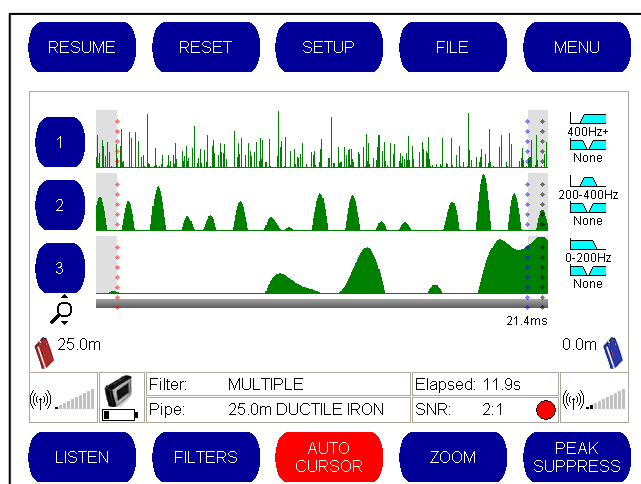 RESUME RESET SETUP FILE MENU
1
400Hz+
None
2
200-400Hz
None
3
0-200Hz
None
21.4ms
25.0m 0.0m
Filter: MULTIPLE Elapsed: 11.9s
Pipe: 25.0m DUCTILE IRON SNR: 2:1
LISTEN FILTERS AUTO CURSOR ZOOM PEAK SUPPRESS